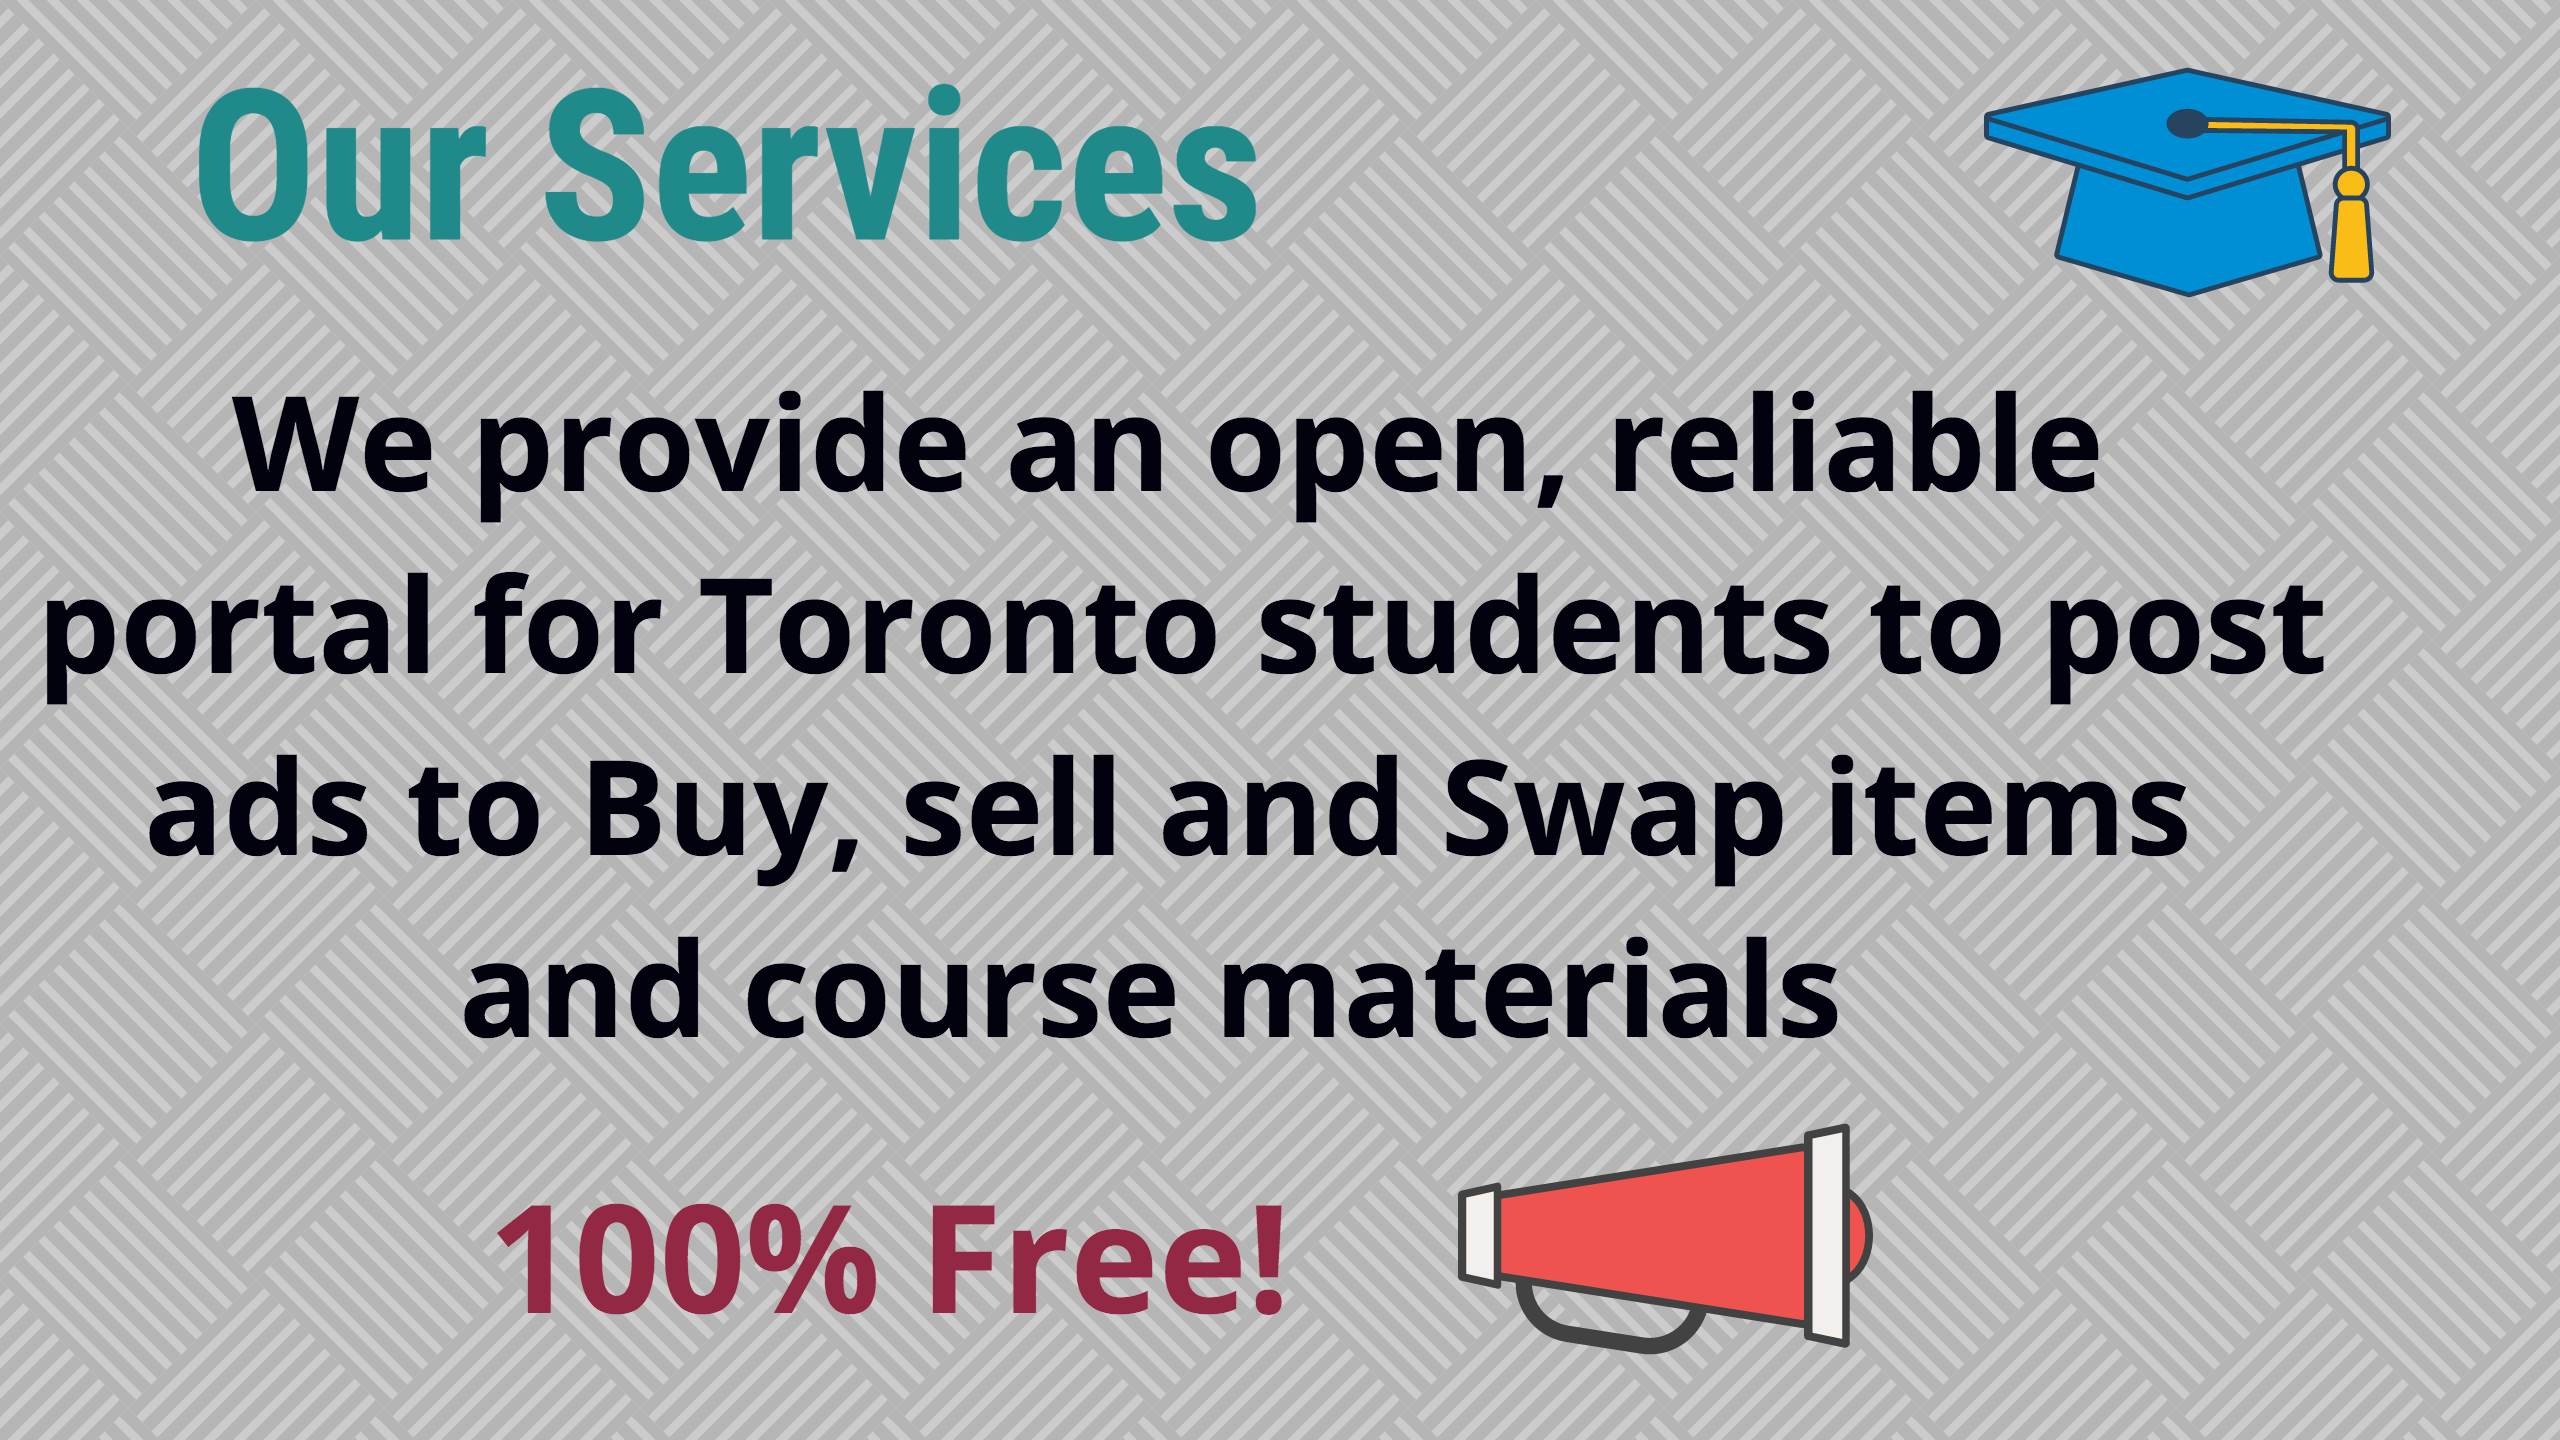 Our Services
We provide an open, reliable
portal for Toronto students to post
ads to Buy, sell and Swap items
and course materials
100% Free!